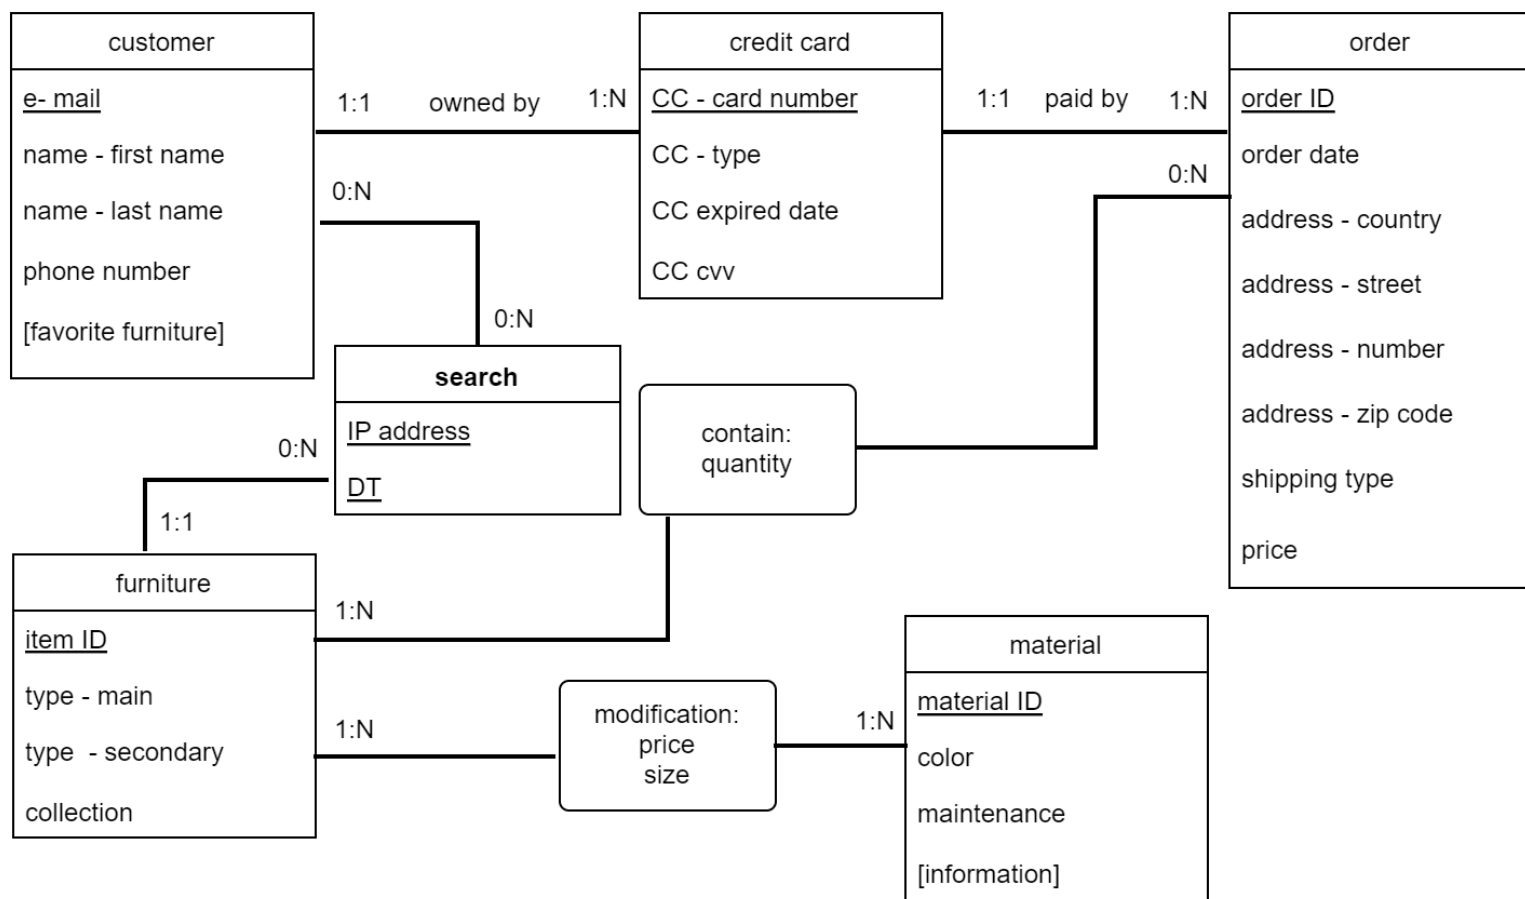 customer
e- mail
name - first name
name - last name
phone number
[favorite furniture]
1:1
owned by
1:N
credit card
CC - card number
CC - type
CC expired date
CC cvv
1:1
paid by
1:N
order
order ID
order date
address - country
address - street
address - number
address - zip code
shipping type
price
0:N
0:N
0:N
search
IP address
DT
0:N
1:1
contain:
quantity
furniture
item ID
type - main
type - secondary
collection
1:N
1:N
modification:
price
size
1:N
material
material ID
color
maintenance
[information]